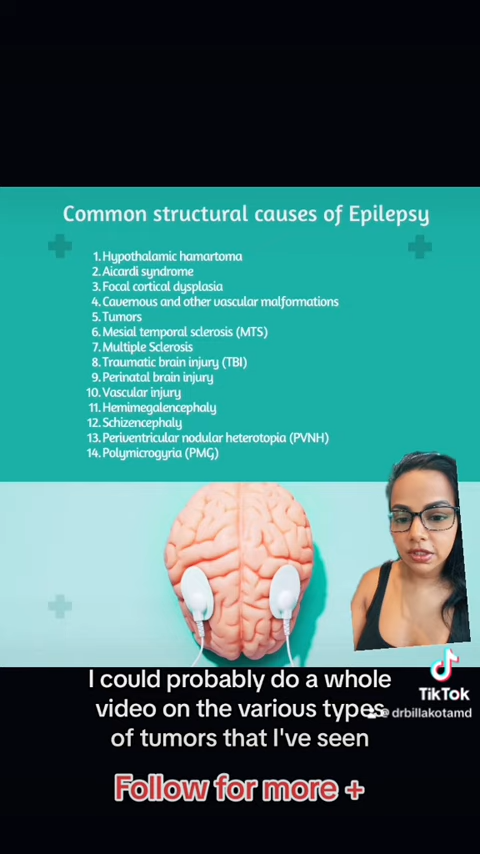 Common structural causes of Epilepsy
1. Hypothalamic hamartoma
2. Aicardi syndrome
3. Focal cortical dysplasia
4. Cavernous and other vascular malformations
5. Tumors
6. Mesial temporal sclerosis (MTS)
7. Multiple Sclerosis
8. Traumatic brain injury (TBI)
9. Perinatal brain injury
10. Vascular injury
11. Hemimegalencephaly
12. Schizencephaly
13. Periventricular nodular heterotopia (PVNH)
14. Polymicrogyria (PMG)
I could probably do a whole
video on the various types
of tumors that I've seen
TikTok
@drbillakotamd
Follow for more +